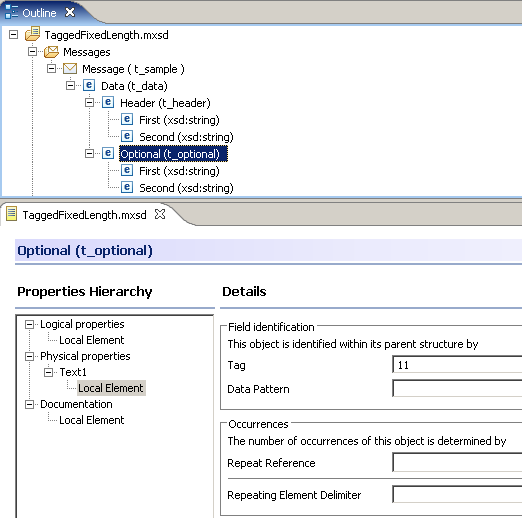 Outline
TaggedFixedLength.mxsd
Messages
Message ( t_sample )
Data (t_data)
Header (t_header)
First (xsd:string)
Second (xsd:string)
Optional (t_optional)
First (xsd:string)
Second (xsd:string)
TaggedFixedLength.mxsd
Optional (t_optional)
Properties Hierarchy
Logical properties
Local Element
Physical properties
Text1
Local Element
Documentation
Local Element
Details
Field identification
This object is identified within its parent structure by
Tag 11
Data Pattern
Occurrences
The number of occurrences of this object is determined by
Repeat Reference
Repeating Element Delimiter